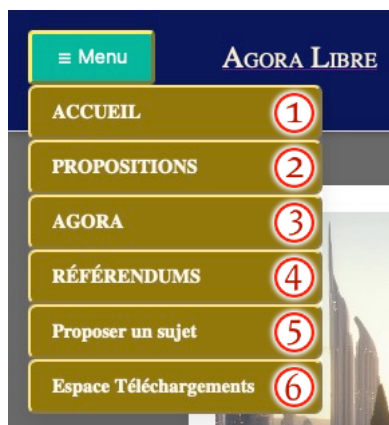 ≡ Menu AGORA LIBRE
ACCUEIL 1
PROPOSITIONS 2
AGORA 3
RÉFÉRENDUMS 4
Proposer un sujet 5
Espace Téléchargements 6